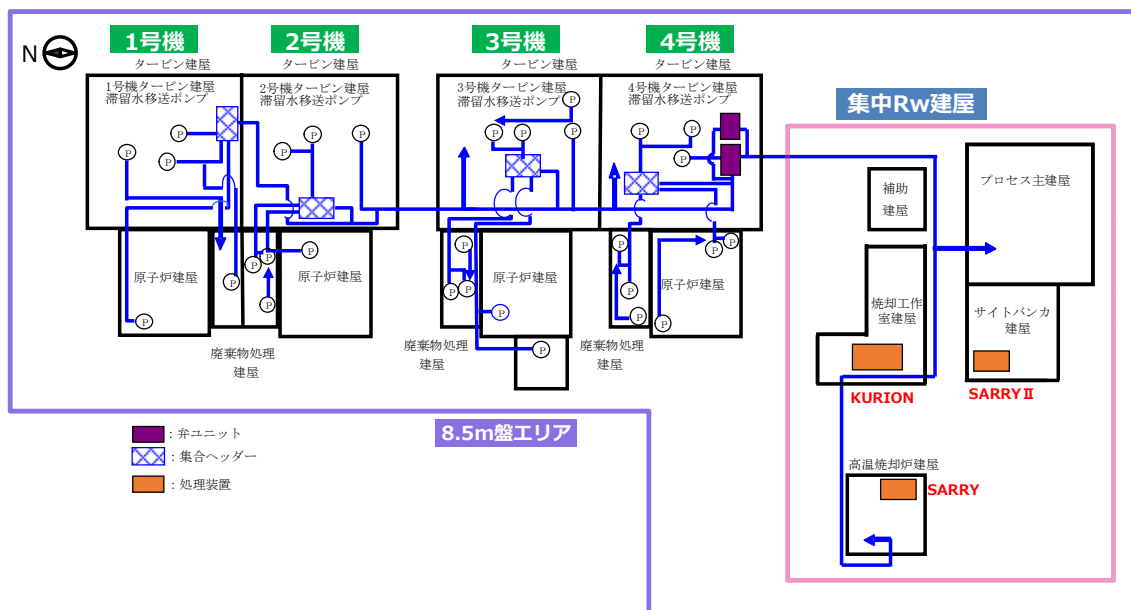 N
1号機
2号機
3号機
4号機
タービン建屋
タービン建屋
タービン建屋
タービン建屋
1号機タービン建屋
滞留水移送ポンプ
2号機タービン建屋
滞留水移送ポンプ
3号機タービン建屋
滞留水移送ポンプ
4号機タービン建屋
滞留水移送ポンプ
P
P
P
P
P
P
P
P
P
P
P
P
原子炉建屋
P
P
P
P
P
P
原子炉建屋
P
P
P
P
原子炉建屋
P
P
P
P
P
P
原子炉建屋
P
P
廃棄物処理
建屋
廃棄物処理
建屋
廃棄物処理
建屋
集中Rw建屋
補助
建屋
プロセス主建屋
焼却工作
室建屋
サイトバンカ
建屋
KURION
SARRYⅡ
高温焼却炉建屋
SARRY
8.5m盤エリア
：弁ユニット
：集合ヘッダー
：処理装置